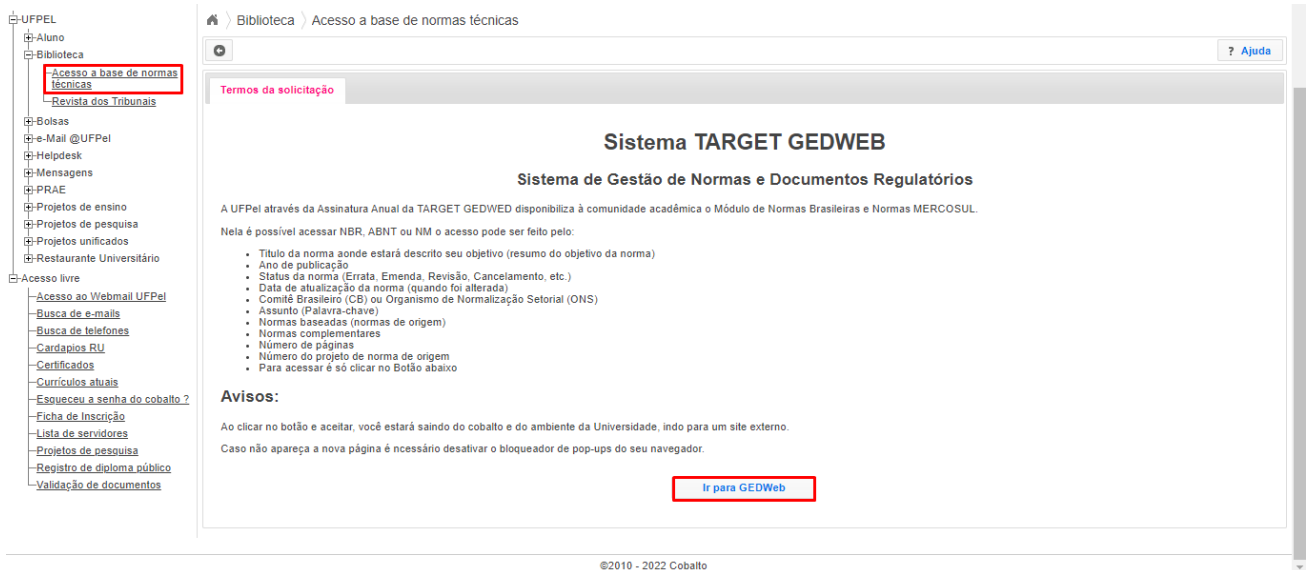 UFPEL
Aluno
Biblioteca
Acesso a base de normas
técnicas
Revista dos Tribunais
Bolsas
e-Mail @UFPel
Helpdesk
Mensagens
PRAE
Projetos de ensino
Projetos de pesquisa
Projetos unificados
Restaurante Universitário
Acesso livre
Acesso ao Webmail UFPel
Busca de e-mails
Busca de telefones
Cardapios RU
Certificados
Currículos atuais
Esqueceu a senha do cobalto ?
Ficha de Inscrição
Lista de servidores
Projetos de pesquisa
Registro de diploma público
Validação de documentos
Biblioteca Acesso a base de normas técnicas
? Ajuda
Termos da solicitação
Sistema TARGET GEDWEB
Sistema de Gestão de Normas e Documentos Regulatórios
A UFPel através da Assinatura Anual da TARGET GEDWED disponibiliza à comunidade acadêmica o Módulo de Normas Brasileiras e Normas MERCOSUL.
Nela é possível acessar NBR, ABNT ou NM o acesso pode ser feito pelo:
• Titulo da norma aonde estará descrito seu objetivo (resumo do objetivo da norma)
• Ano de publicação
• Status da norma (Errata, Emenda, Revisão, Cancelamento, etc.)
• Data de atualização da norma (quando foi alterada)
• Comitê Brasileiro (CB) ou Organismo de Normalização Setorial (ONS)
• Assunto (Palavra-chave)
• Normas baseadas (normas de origem)
• Normas complementares
• Número de páginas
• Número do projeto de norma de origem
• Para acessar é só clicar no Botão abaixo
Avisos:
Ao clicar no botão e aceitar, você estará saindo do cobalto e do ambiente da Universidade, indo para um site externo.
Caso não apareça a nova página é ncessário desativar o bloqueador de pop-ups do seu navegador.
Ir para GEDWeb
©2010 - 2022 Cobalto